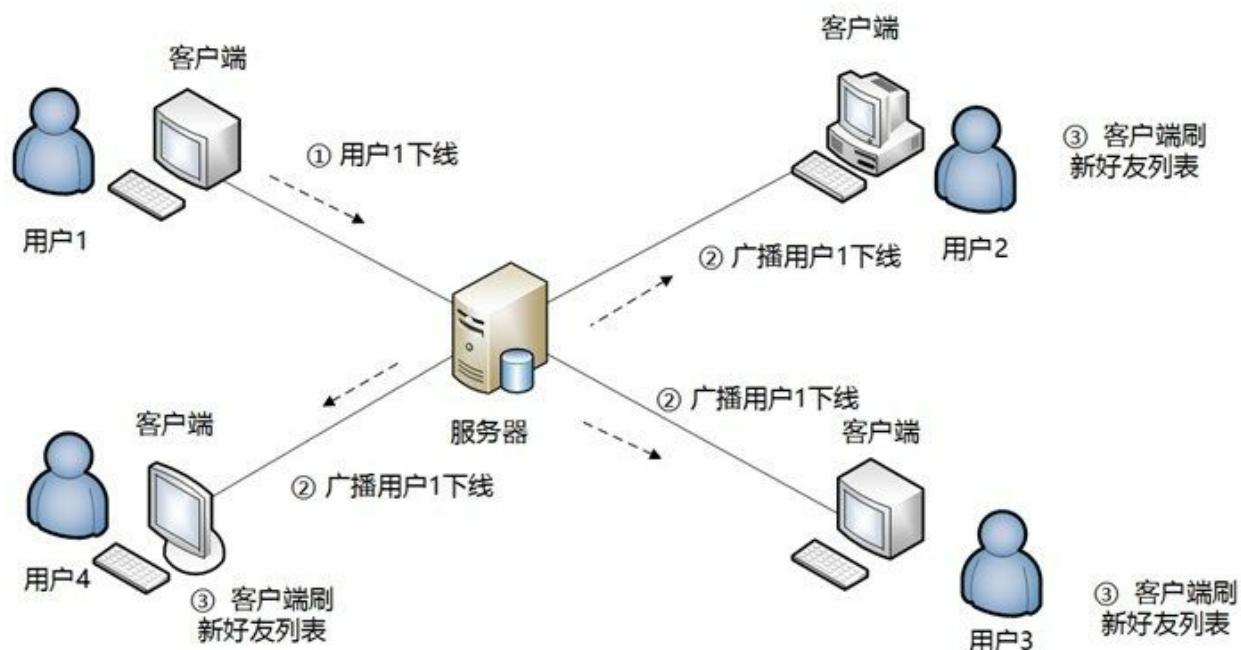 客户端
① 用户1下线
用户1
客户端
③ 客户端刷
新好友列表
用户2
② 广播用户1下线
服务器
② 广播用户1下线
客户端
② 广播用户1下线
用户4
③ 客户端刷
新好友列表
客户端
③ 客户端刷
新好友列表
用户3